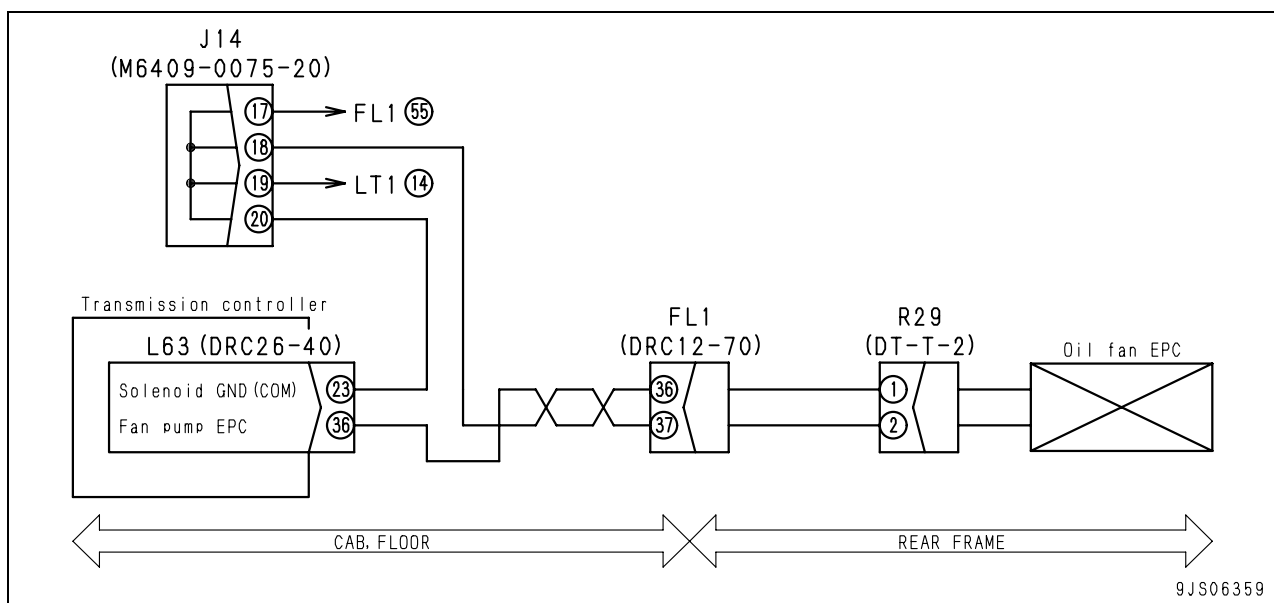 J14
(M6409-0075-20)
17 FL1 55
18
19 LT1 14
20
Transmission controller
L63 (DRC26-40)
Solenoid GND (COM) 23
Fan pump EPC 36
FL1
(DRC12-70)
36
37
R29
(DT-T-2)
1
2
Oil fan EPC
CAB, FLOOR
REAR FRAME
9JS06359